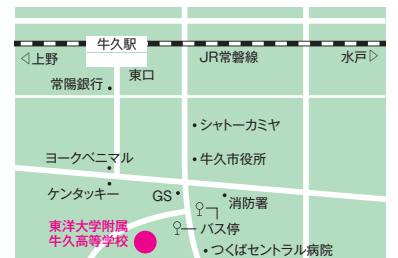 牛久駅
◁上野
JR常磐線
水戸▷
東口
常陽銀行
シャトーカミヤ
ヨークベニマル
牛久市役所
ケンタッキー
GS
消防署
東洋大学附属
牛久高等学校
バス停
つくばセントラル病院